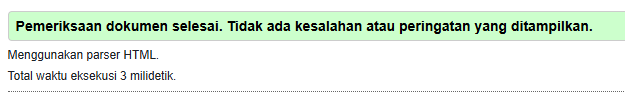 Pemeriksaan dokumen selesai. Tidak ada kesalahan atau peringatan yang ditampilkan.
Menggunakan parser HTML.
Total waktu eksekusi 3 milidetik.